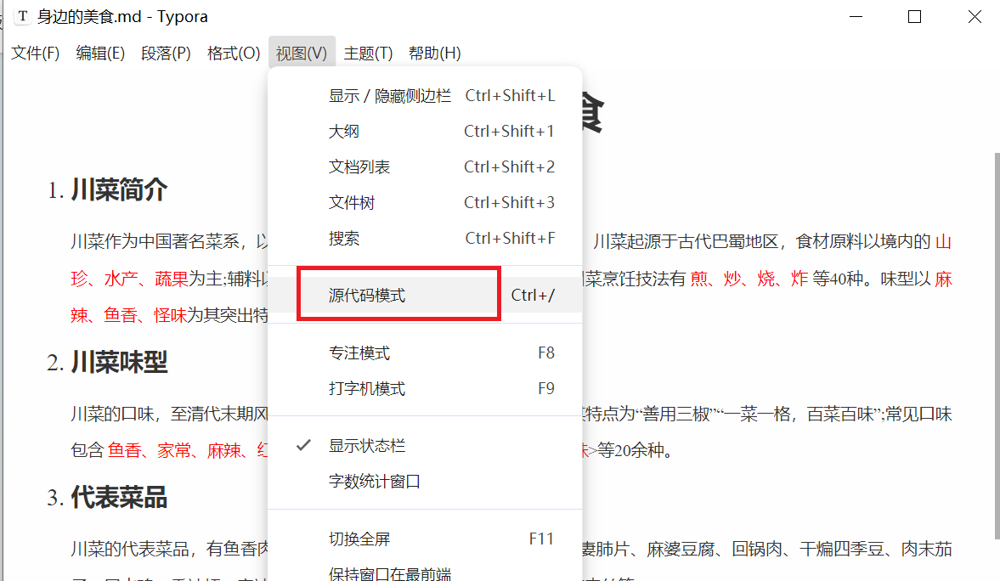 T 身边的美食.md - Typora
文件(F) 编辑(E) 段落(P) 格式(O) 视图(V) 主题(T) 帮助(H)
显示 / 隐藏侧边栏 Ctrl+Shift+L
大纲 Ctrl+Shift+1
文档列表 Ctrl+Shift+2
文件树 Ctrl+Shift+3
搜索 Ctrl+Shift+F
源代码模式 Ctrl+/
专注模式 F8
打字机模式 F9
显示状态栏
字数统计窗口
切换全屏 F11
保持窗口在最前端
食
1. 川菜简介
川菜作为中国著名菜系，以 川菜起源于古代巴蜀地区，食材原料以境内的 山
珍、水产、蔬果为主;辅料 川菜烹饪技法有 煎、炒、烧、炸 等40种。味型以 麻
辣、鱼香、怪味为其突出特
2. 川菜味型
川菜的口味，至清代末期风 特点为“善用三椒”“一菜一格，百菜百味”;常见口味
包含 鱼香、家常、麻辣、红 味>等20余种。
3. 代表菜品
川菜的代表菜品，有鱼香肉 妻肺片、麻婆豆腐、回锅肉、干煸四季豆、肉末茄